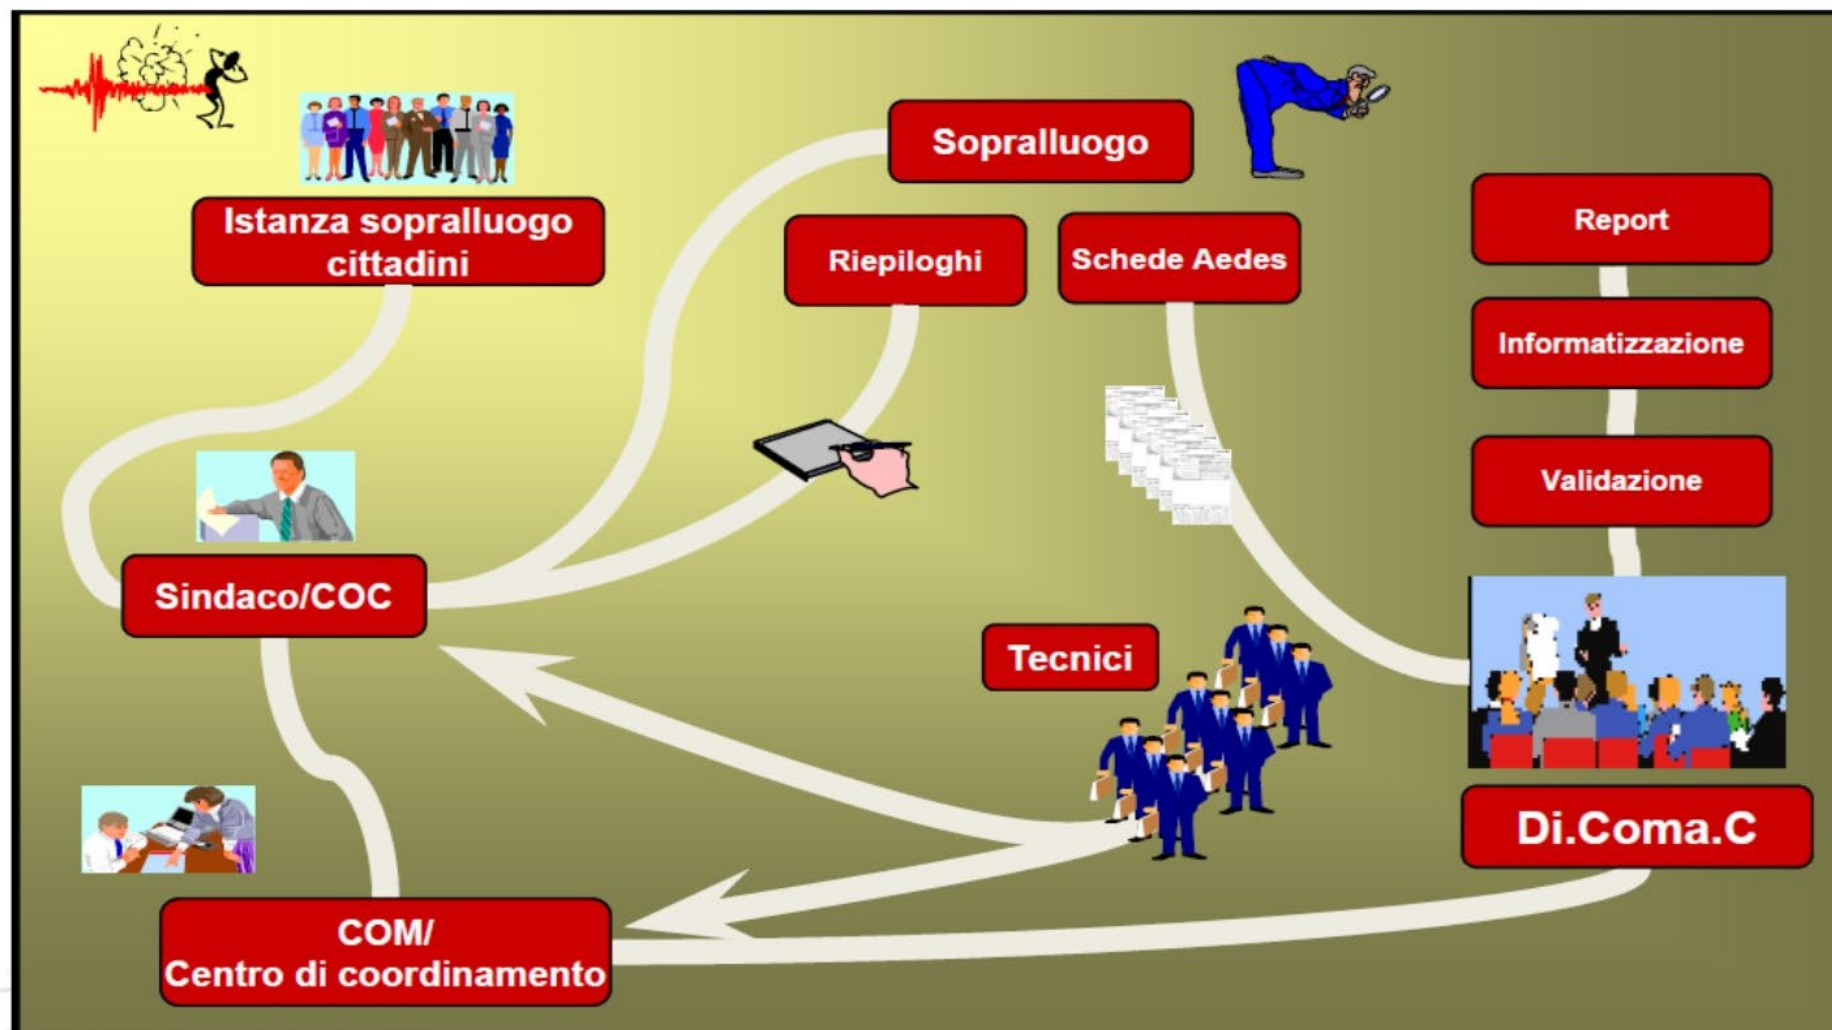 Sopralluogo
Istanza sopralluogo
cittadini
Riepiloghi
Schede Aedes
Report
Informatizzazione
Validazione
Sindaco/COC
Tecnici
Di.Coma.C
COM/
Centro di coordinamento